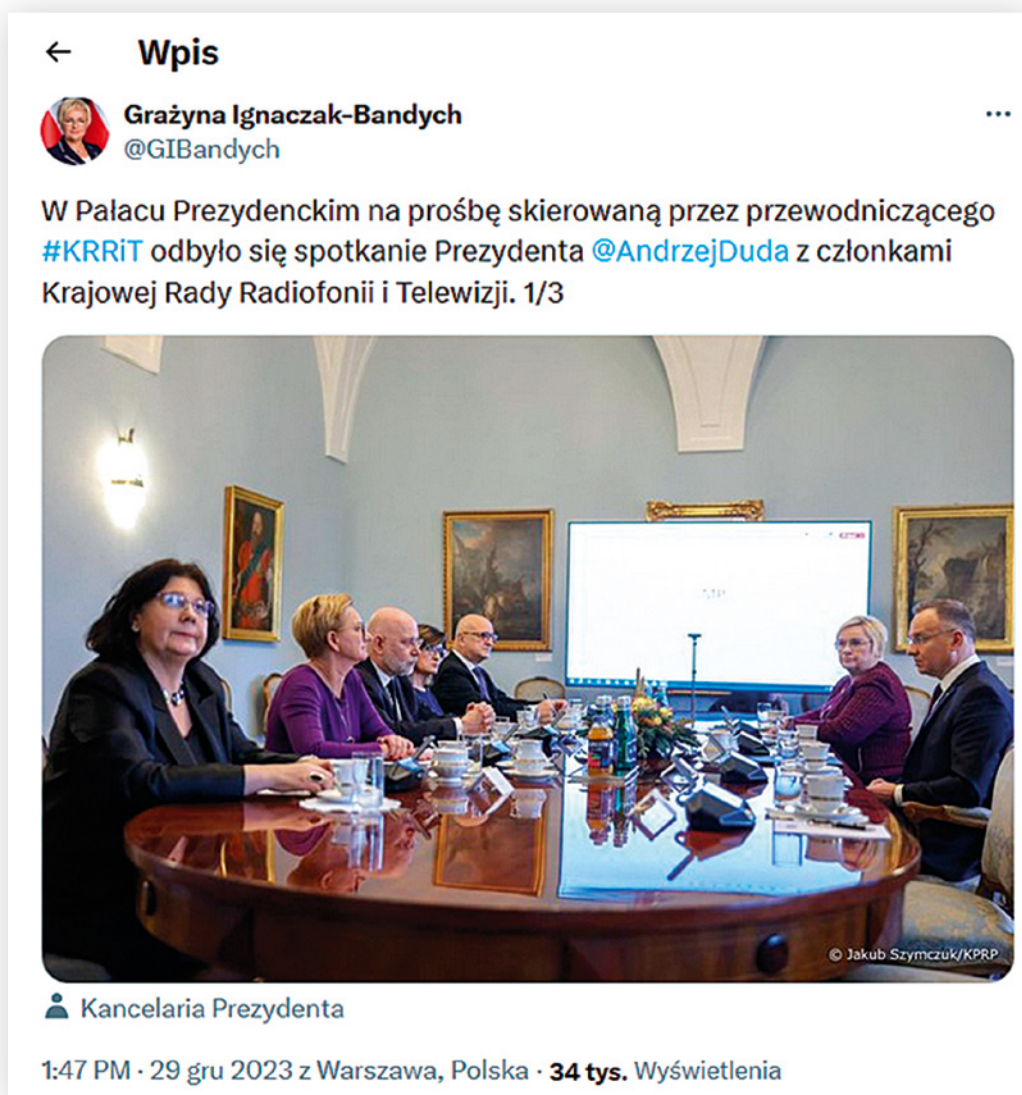 Wpis
Grażyna Ignaczak-Bandych
@GIBandych
W Pałacu Prezydenckim na prośbę skierowaną przez przewodniczącego
#KRRiT odbyło się spotkanie Prezydenta @AndrzejDuda z członkami
Krajowej Rady Radiofonii i Telewizji. 1/3
© Jakub Szymczuk/KPRP
Kancelaria Prezydenta
1:47 PM · 29 gru 2023 z Warszawa, Polska · 34 tys. Wyświetlenia